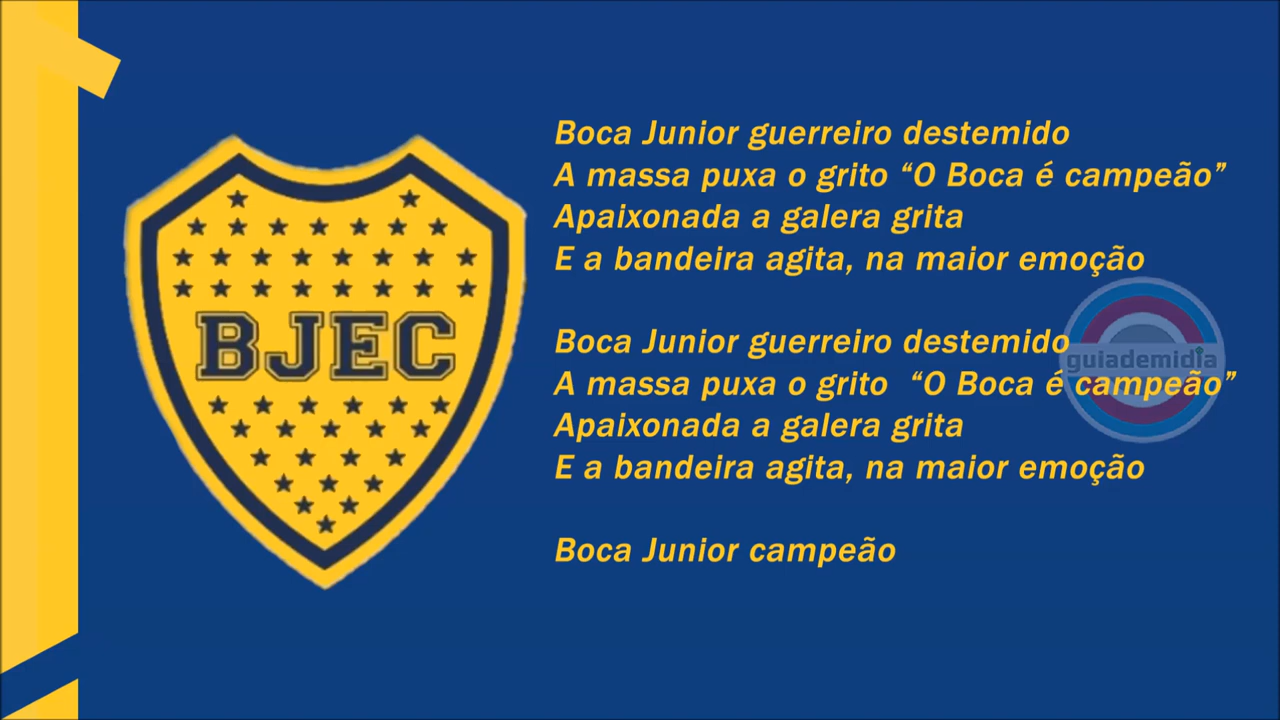 Boca Junior guerreiro destemido
A massa puxa o grito “O Boca é campeão”
Apaixonada a galera grita
E a bandeira agita, na maior emoção
Boca Junior guerreiro destemido
A massa puxa o grito  “O Boca é campeão”
Apaixonada a galera grita
E a bandeira agita, na maior emoção
Boca Junior campeão
BJEC
guiademidia